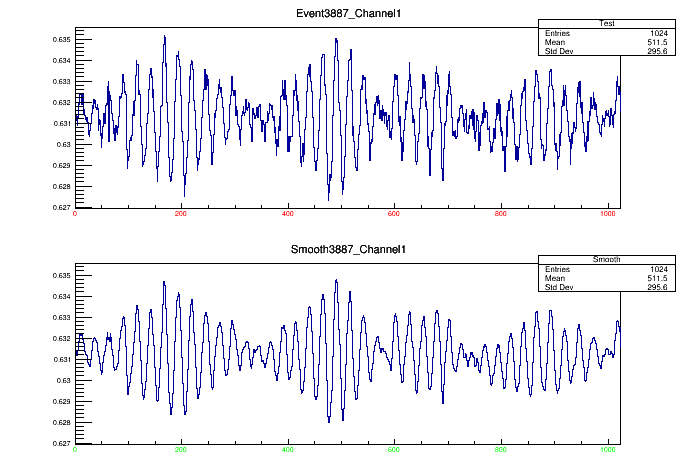 Event3887_Channel1
Test
Entries 1024
Mean 511.5
Std Dev 295.6
0.635
0.634
0.633
0.632
0.631
0.63
0.629
0.628
0.627
0 200 400 600 800 1000
Smooth3887_Channel1
Smooth
Entries 1024
Mean 511.5
Std Dev 295.6
0.635
0.634
0.633
0.632
0.631
0.63
0.629
0.628
0.627
0 200 400 600 800 1000